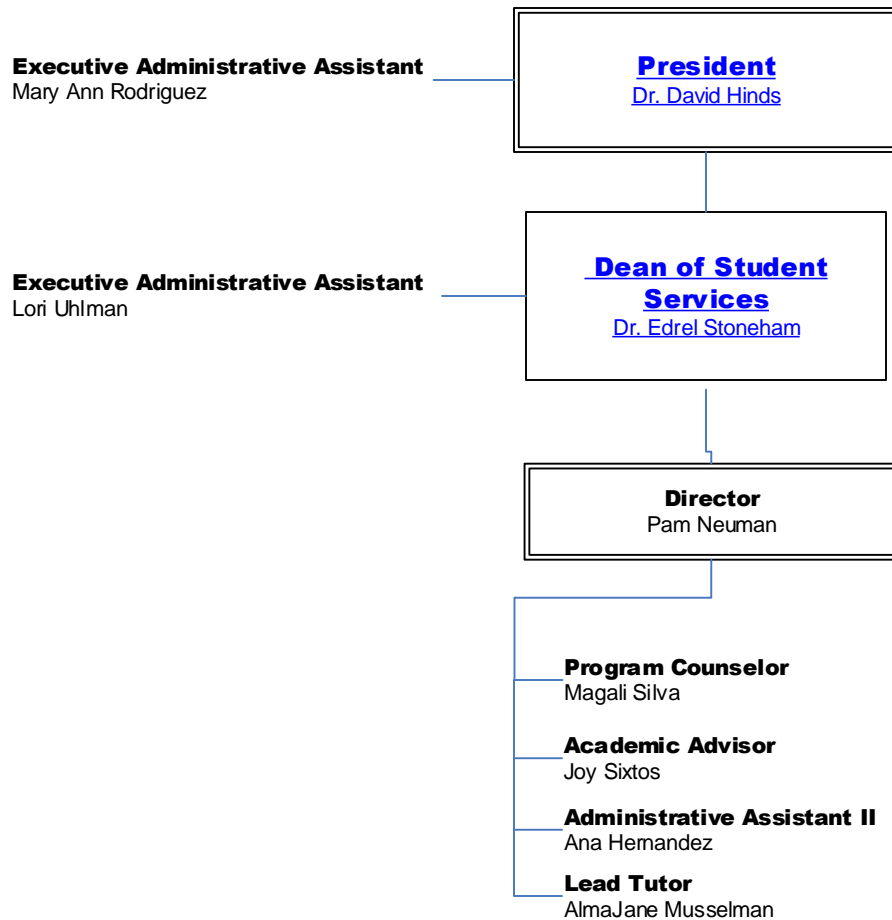 Executive Administrative Assistant
Mary Ann Rodriguez
President
Dr. David Hinds
Executive Administrative Assistant
Lori Uhlman
Dean of Student
Services
Dr. Edrel Stoneham
Director
Pam Neuman
Program Counselor
Magali Silva
Academic Advisor
Joy Sixtos
Administrative Assistant II
Ana Hernandez
Lead Tutor
AlmaJane Musselman